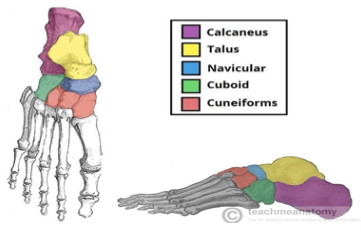 Calcaneus
Talus
Navicular
Cuboid
Cuneiforms
© teachmeanatomy